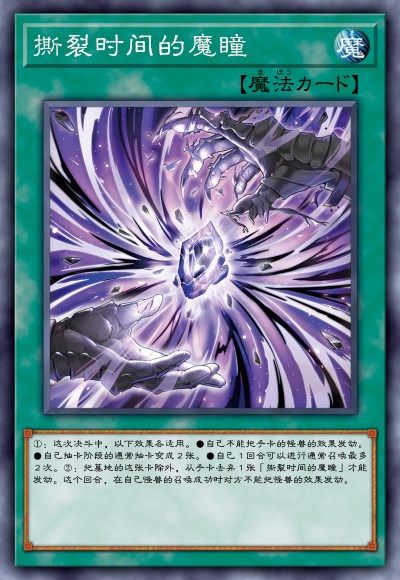 撕裂时间的魔瞳
魔
【魔法カード】
ま ほう
①：这次决斗中，以下效果各适用。●自己不能把手卡的怪兽的效果发动。
●自己抽卡阶段的通常抽卡变成２张。●自己１回合可以进行通常召唤最多
２次。②：把墓地的这张卡除外，从手卡丢弃１张「撕裂时间的魔瞳」才能
发动。这个回合，在自己怪兽的召唤成功时对方不能把怪兽的效果发动。